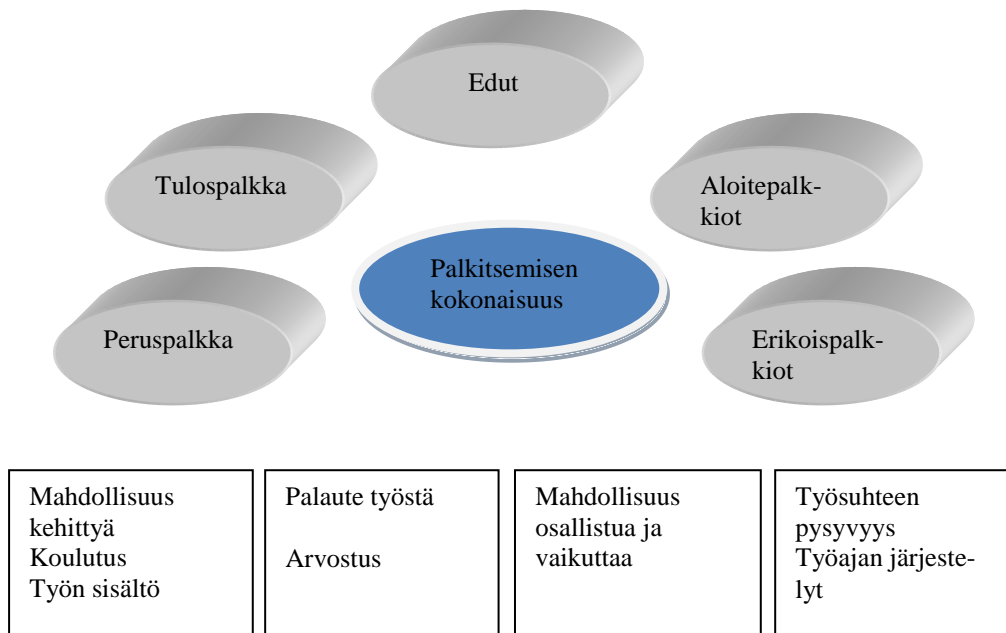 Edut
Tulospalkka
Aloitepalk-
kiot
Palkitsemisen
kokonaisuus
Peruspalkka
Erikoispalk-
kiot
Mahdollisuus
kehittyä
Koulutus
Työn sisältö
Palaute työstä
Arvostus
Mahdollisuus
osallistua ja
vaikuttaa
Työsuhteen
pysyvyys
Työajan järjeste-
lyt